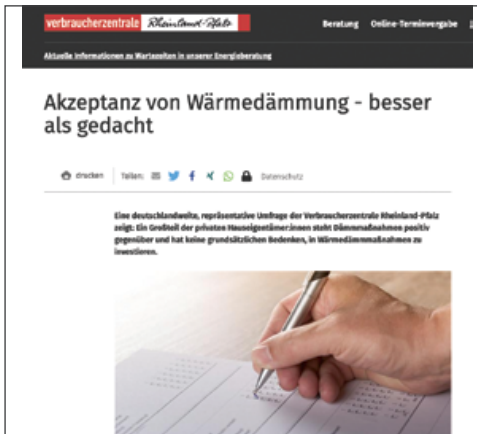 verbraucherzentrale Rheinland-Pfalz
Beratung Online-Terminvergabe
Aktuelle Informationen zu Wartezeiten in unserer Energieberatung
Akzeptanz von Wärmedämmung - besser
als gedacht
drucken Teilen: Datenschutz
Eine deutschlandweite, repräsentative Umfrage der Verbraucherzentrale Rheinland-Pfalz
zeigt: Ein Großteil der privaten Hauseigentümer:innen steht Dämmmaßnahmen positiv
gegenüber und hat keine grundsätzlichen Bedenken, in Wärmedämmmaßnahmen zu
investieren.